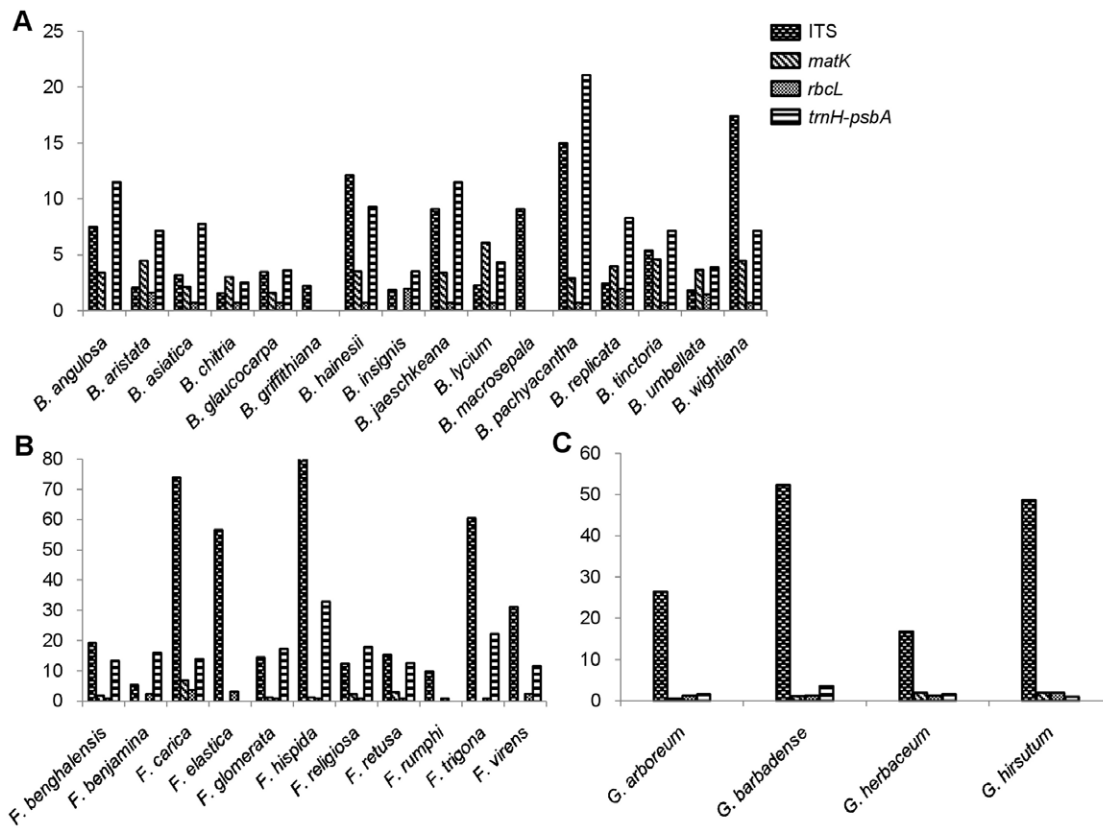 A
25
20
15
10
5
0
B. angulosa
B. aristata
B. asiatica
B. chitria
B. glaucocarpa
B. griffithiana
B. hainesii
B. insignis
B. jaeschkeana
B. lycium
B. macrosepala
B. pachyacantha
B. replicata
B. tinctoria
B. umbellata
B. wightiana
ITS
matK
rbcL
trnH-psbA
B
80
70
60
50
40
30
20
10
0
F. benghalensis
F. benjamina
F. carica
F. elastica
F. glomerata
F. hispida
F. religiosa
F. retusa
F. rumphi
F. trigona
F. virens
C
60
50
40
30
20
10
0
G. arboreum
G. barbadense
G. herbaceum
G. hirsutum